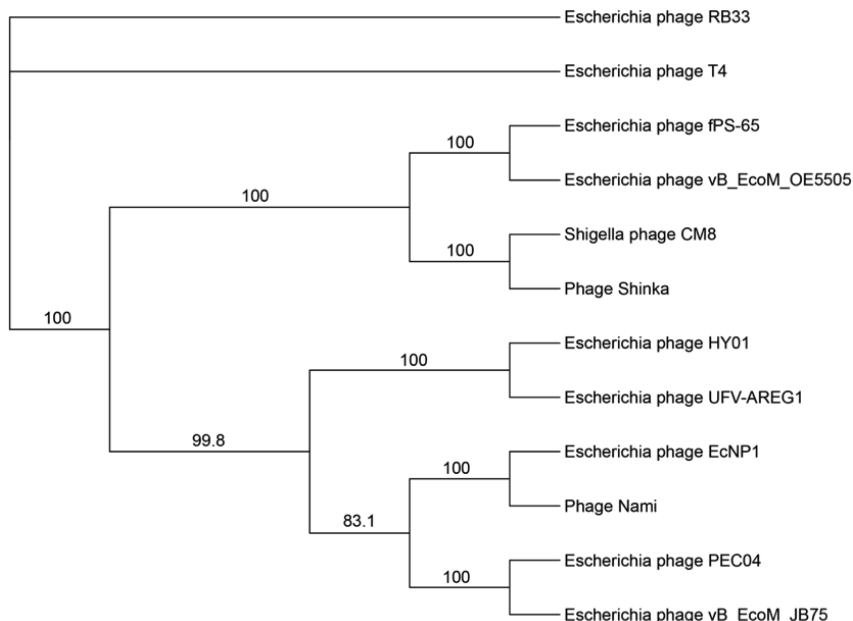 Escherichia phage RB33
Escherichia phage T4
Escherichia phage fPS-65
100
Escherichia phage vB_EcoM_OE5505
100
Shigella phage CM8
100
Phage Shinka
100
Escherichia phage HY01
100
Escherichia phage UFV-AREG1
99.8
Escherichia phage EcNP1
100
Phage Nami
83.1
Escherichia phage PEC04
100
Escherichia phage vB_EcoM_JB75